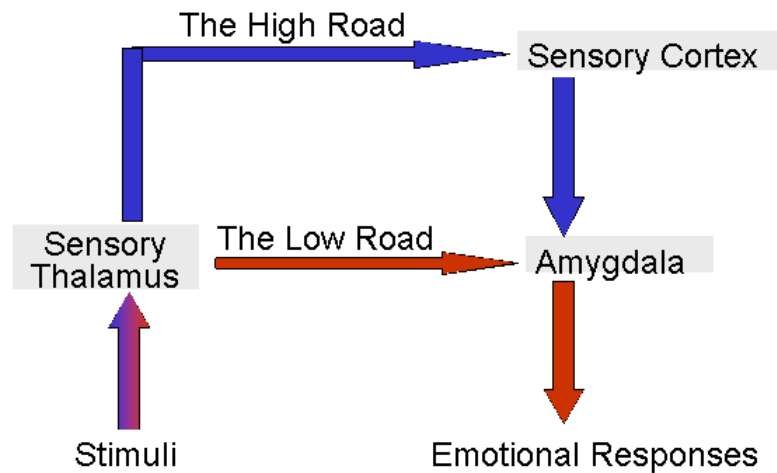 The High Road
Sensory Cortex
Sensory
Thalamus
The Low Road
Amygdala
Stimuli
Emotional Responses